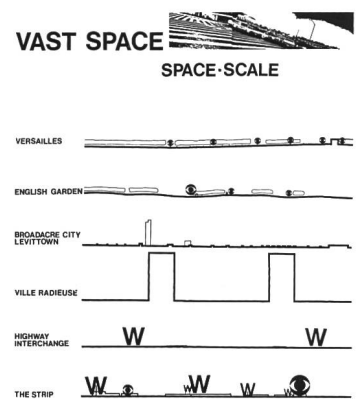 VAST SPACE
SPACE·SCALE
VERSAILLES
ENGLISH GARDEN
BROADACRE CITY
LEVITTOWN
VILLE RADIEUSE
HIGHWAY
INTERCHANGE
W W
THE STRIP
W W W W